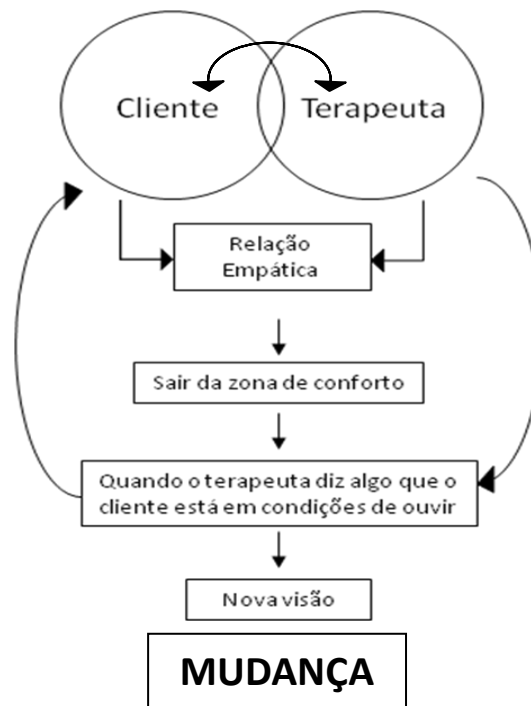 Cliente
Terapeuta
Relação
Empática
Sair da zona de conforto
Quando o terapeuta diz algo que o
cliente está em condições de ouvir
Nova visão
MUDANÇA